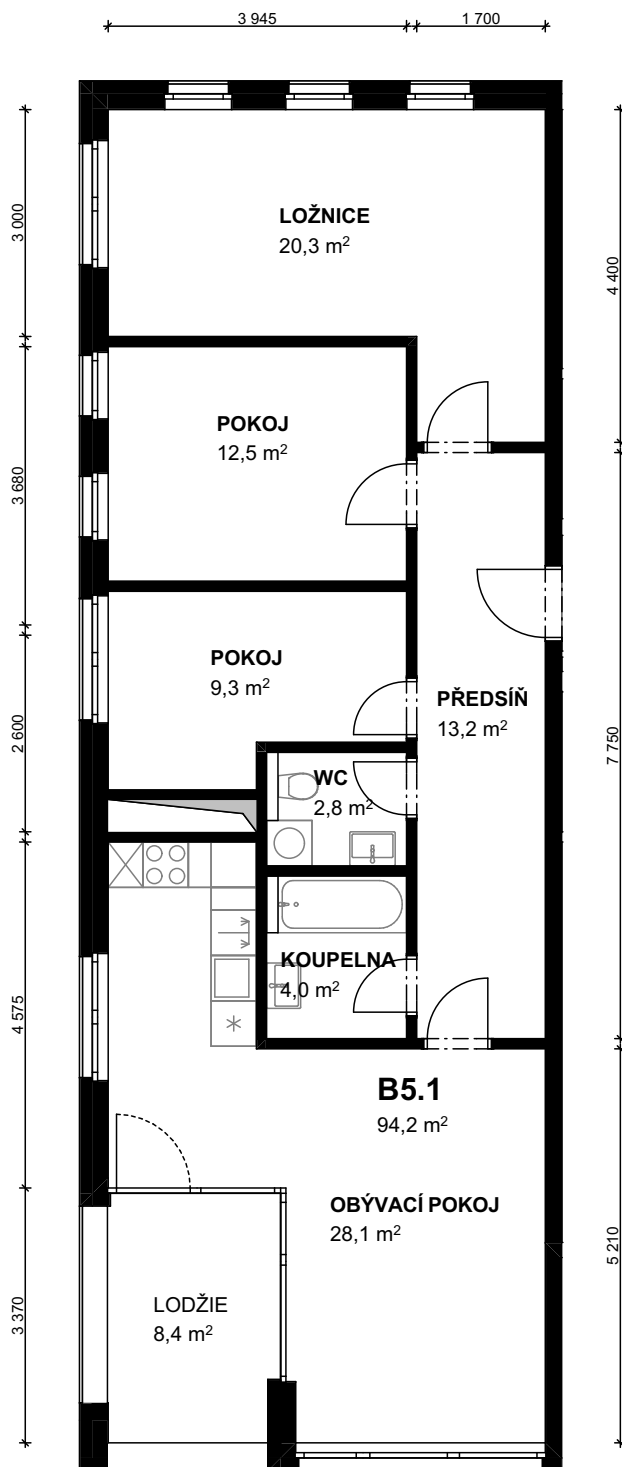 3 945
1 700
3 000
LOŽNICE
20,3 m²
4 400
POKOJ
12,5 m²
3 680
POKOJ
9,3 m²
PŘEDSÍŇ
13,2 m²
2 600
7 750
WC
2,8 m²
KOUPELNA
4,0 m²
4 575
B5.1
94,2 m²
OBÝVACÍ POKOJ
28,1 m²
5 210
LODŽIE
8,4 m²
3 370